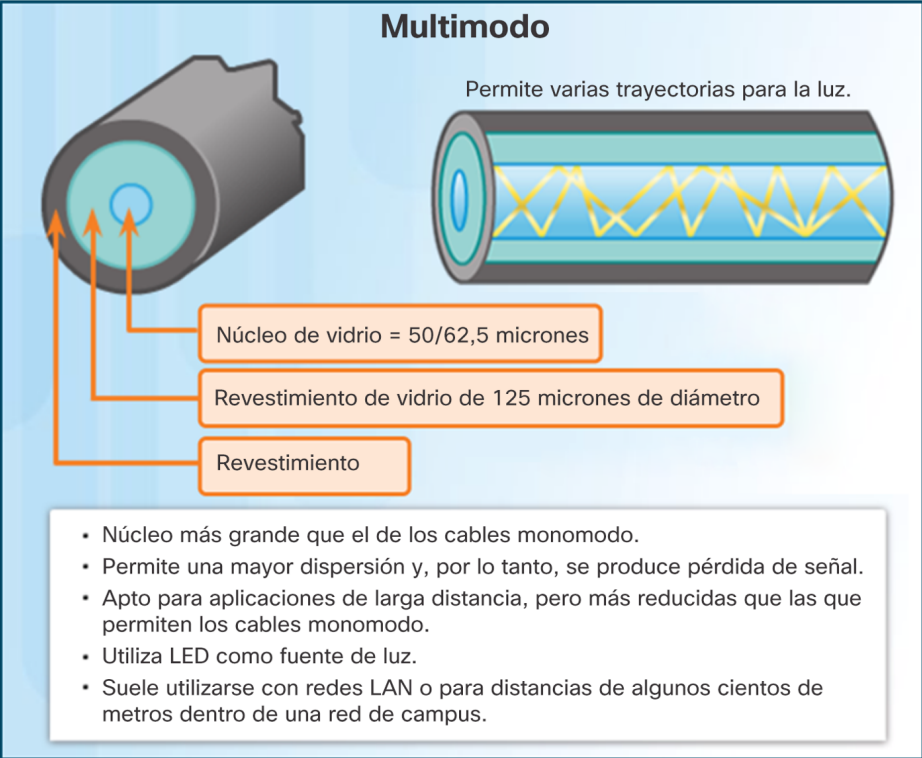 Multimodo
Permite varias trayectorias para la luz.
Núcleo de vidrio = 50/62,5 micrones
Revestimiento de vidrio de 125 micrones de diámetro
Revestimiento
• Núcleo más grande que el de los cables monomodo.
• Permite una mayor dispersión y, por lo tanto, se produce pérdida de señal.
• Apto para aplicaciones de larga distancia, pero más reducidas que las que
permiten los cables monomodo.
• Utiliza LED como fuente de luz.
• Suele utilizarse con redes LAN o para distancias de algunos cientos de
metros dentro de una red de campus.